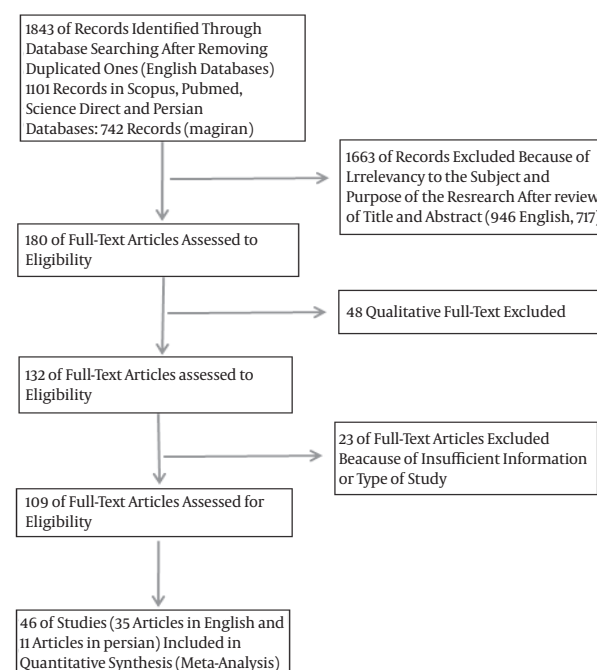 1843 of Records Identified Through
Database Searching After Removing
Duplicated Ones (English Databases)
1101 Records in Scopus, Pubmed,
Science Direct and Persian
Databases: 742 Records (magiran)
1663 of Records Excluded Because of
Lrrelevancy to the Subject and
Purpose of the Resrearch After review
of Title and Abstract (946 English, 717)
180 of Full-Text Articles Assessed to
Eligibility
48 Qualitative Full-Text Excluded
132 of Full-Text Articles assessed to
Eligibility
23 of Full-Text Articles Excluded
Beacause of Insufficient Information
or Type of Study
109 of Full-Text Articles Assessed for
Eligibility
46 of Studies (35 Articles in English and
11 Articles in persian) Included in
Quantitative Synthesis (Meta-Analysis)